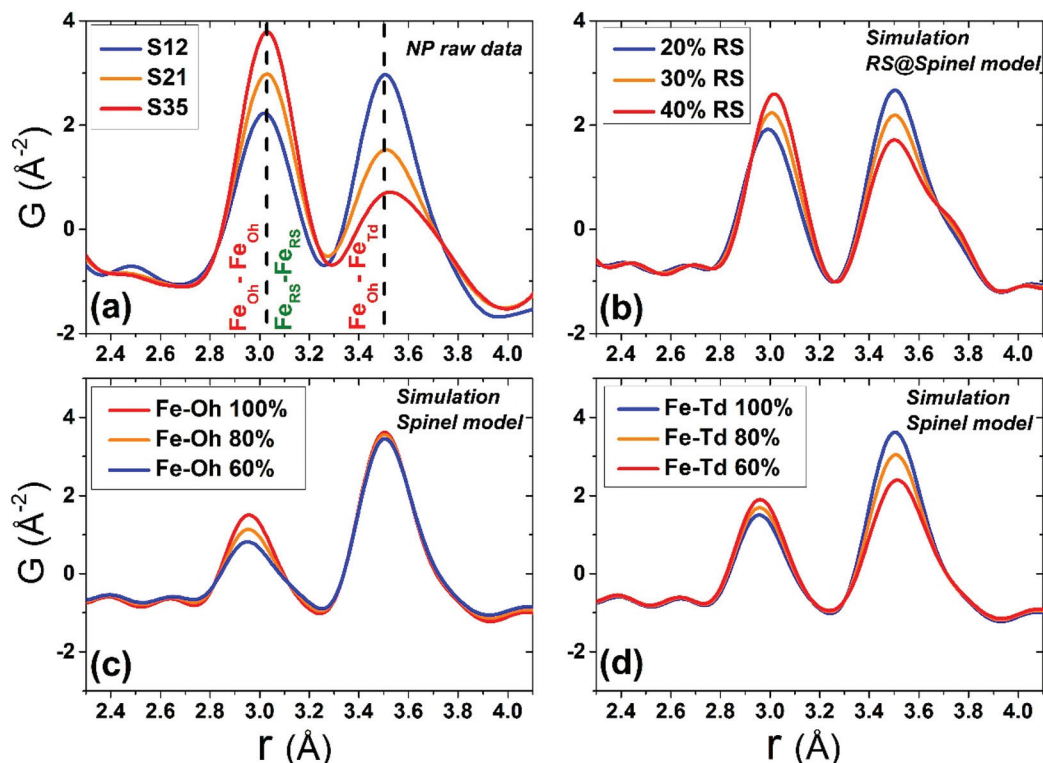 S12
S21
S35
NP raw data
G (Å⁻²)
4
2
0
-2
Fe_Oh - Fe_Oh
Fe_RS-Fe_RS
Fe_Oh - Fe_Td
(a)
2.4 2.6 2.8 3.0 3.2 3.4 3.6 3.8 4.0
20% RS
30% RS
40% RS
Simulation
RS@Spinel model
4
2
0
-2
(b)
2.4 2.6 2.8 3.0 3.2 3.4 3.6 3.8 4.0
Fe-Oh 100%
Fe-Oh 80%
Fe-Oh 60%
Simulation
Spinel model
G (Å⁻²)
4
2
0
-2
(c)
2.4 2.6 2.8 3.0 3.2 3.4 3.6 3.8 4.0
r (Å)
Fe-Td 100%
Fe-Td 80%
Fe-Td 60%
Simulation
Spinel model
4
2
0
-2
(d)
2.4 2.6 2.8 3.0 3.2 3.4 3.6 3.8 4.0
r (Å)